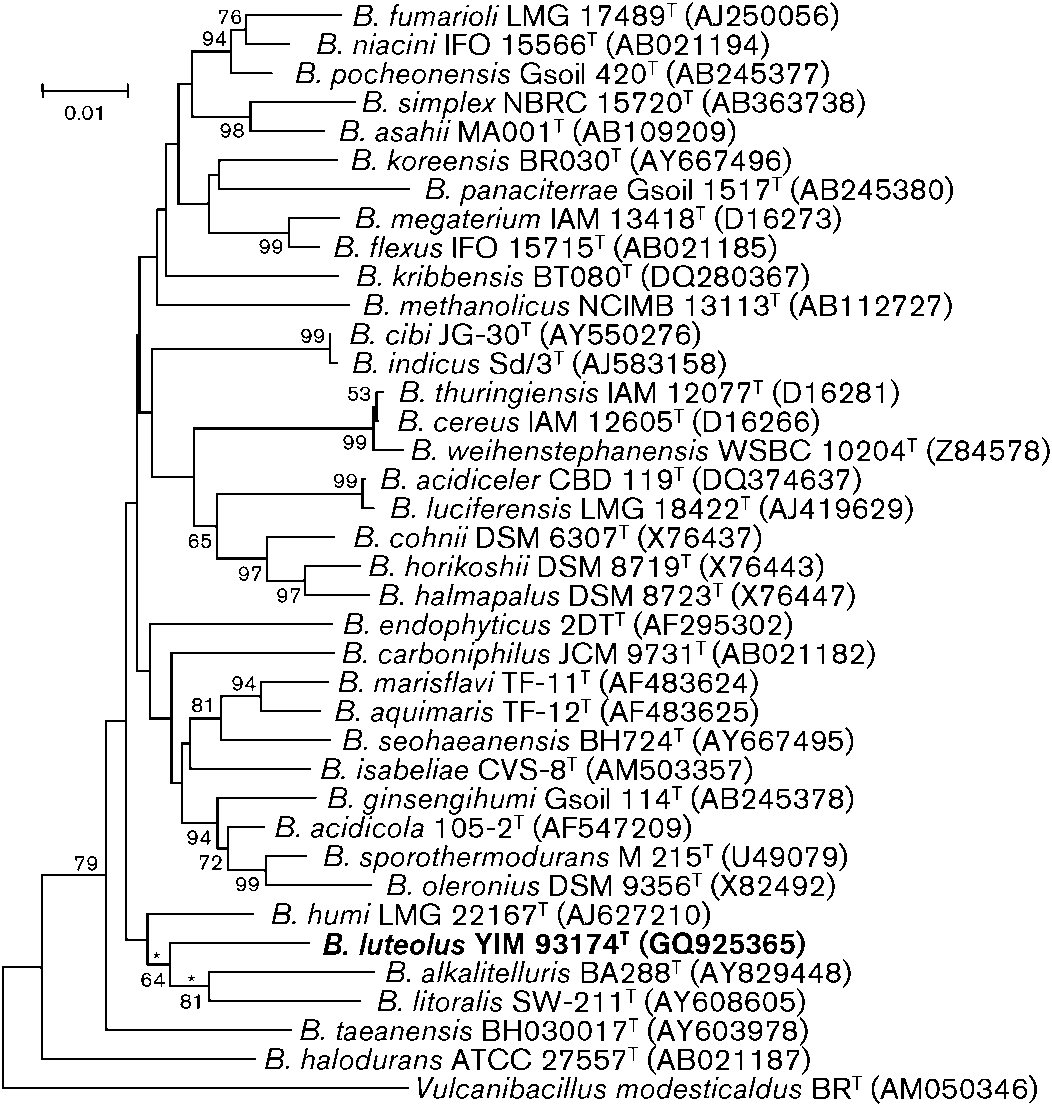 76
B. fumarioli LMG 17489ᵀ (AJ250056)
94
B. niacini IFO 15566ᵀ (AB021194)
B. pocheonensis Gsoil 420ᵀ (AB245377)
0.01
B. simplex NBRC 15720ᵀ (AB363738)
98
B. asahii MA001ᵀ (AB109209)
B. koreensis BR030ᵀ (AY667496)
B. panaciterrae Gsoil 1517ᵀ (AB245380)
B. megaterium IAM 13418ᵀ (D16273)
99
B. flexus IFO 15715ᵀ (AB021185)
B. kribbensis BT080ᵀ (DQ280367)
B. methanolicus NCIMB 13113ᵀ (AB112727)
99
B. cibi JG-30ᵀ (AY550276)
B. indicus Sd/3ᵀ (AJ583158)
53
B. thuringiensis IAM 12077ᵀ (D16281)
B. cereus IAM 12605ᵀ (D16266)
99
B. weihenstephanensis WSBC 10204ᵀ (Z84578)
99
B. acidiceler CBD 119ᵀ (DQ374637)
B. luciferensis LMG 18422ᵀ (AJ419629)
65
B. cohnii DSM 6307ᵀ (X76437)
97
B. horikoshii DSM 8719ᵀ (X76443)
97
B. halmapalus DSM 8723ᵀ (X76447)
B. endophyticus 2DTᵀ (AF295302)
B. carboniphilus JCM 9731ᵀ (AB021182)
94
B. marisflavi TF-11ᵀ (AF483624)
81
B. aquimaris TF-12ᵀ (AF483625)
B. seohaeanensis BH724ᵀ (AY667495)
B. isabeliae CVS-8ᵀ (AM503357)
B. ginsengihumi Gsoil 114ᵀ (AB245378)
94
B. acidicola 105-2ᵀ (AF547209)
72
B. sporothermodurans M 215ᵀ (U49079)
79
99
B. oleronius DSM 9356ᵀ (X82492)
B. humi LMG 22167ᵀ (AJ627210)
B. luteolus YIM 93174ᵀ (GQ925365)
*
64
B. alkalitelluris BA288ᵀ (AY829448)
*
81
B. litoralis SW-211ᵀ (AY608605)
B. taeanensis BH030017ᵀ (AY603978)
B. halodurans ATCC 27557ᵀ (AB021187)
Vulcanibacillus modesticaldus BRᵀ (AM050346)